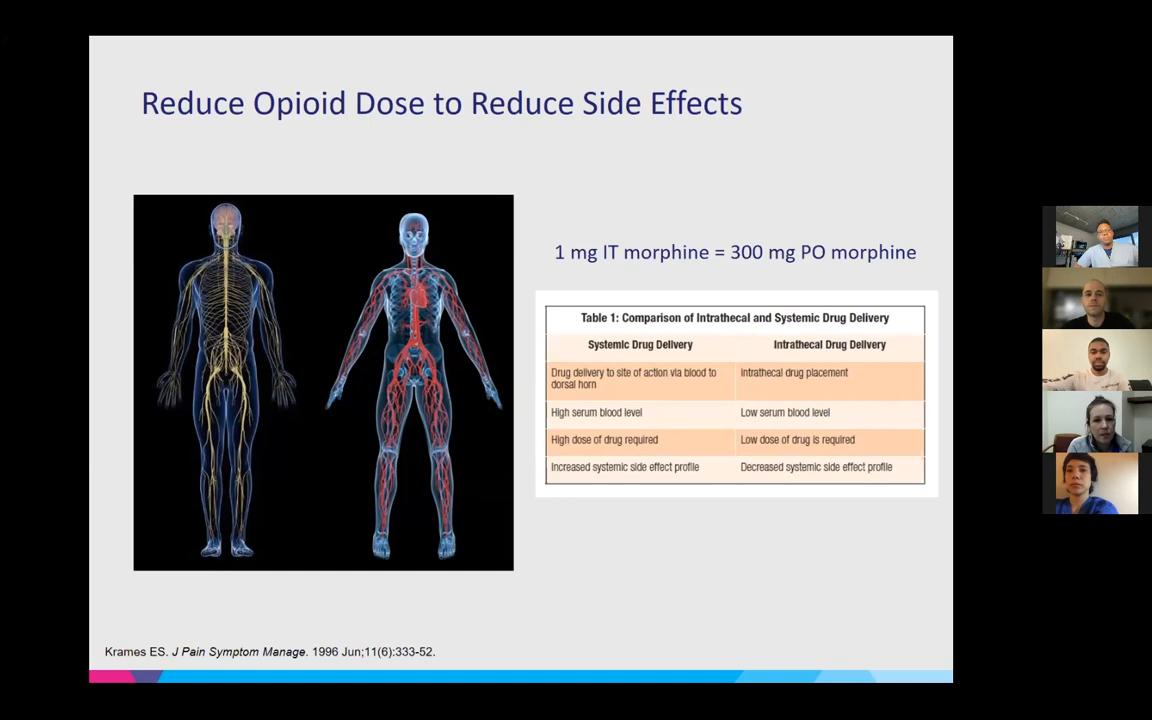 Reduce Opioid Dose to Reduce Side Effects
1 mg IT morphine = 300 mg PO morphine
Table 1: Comparison of Intrathecal and Systemic Drug Delivery
Systemic Drug Delivery Intrathecal Drug Delivery
Drug delivery to site of action via blood to Intrathecal drug placement
dorsal horn
High serum blood level Low serum blood level
High dose of drug required Low dose of drug is required
Increased systemic side effect profile Decreased systemic side effect profile
Krames ES. J Pain Symptom Manage. 1996 Jun;11(6):333-52.